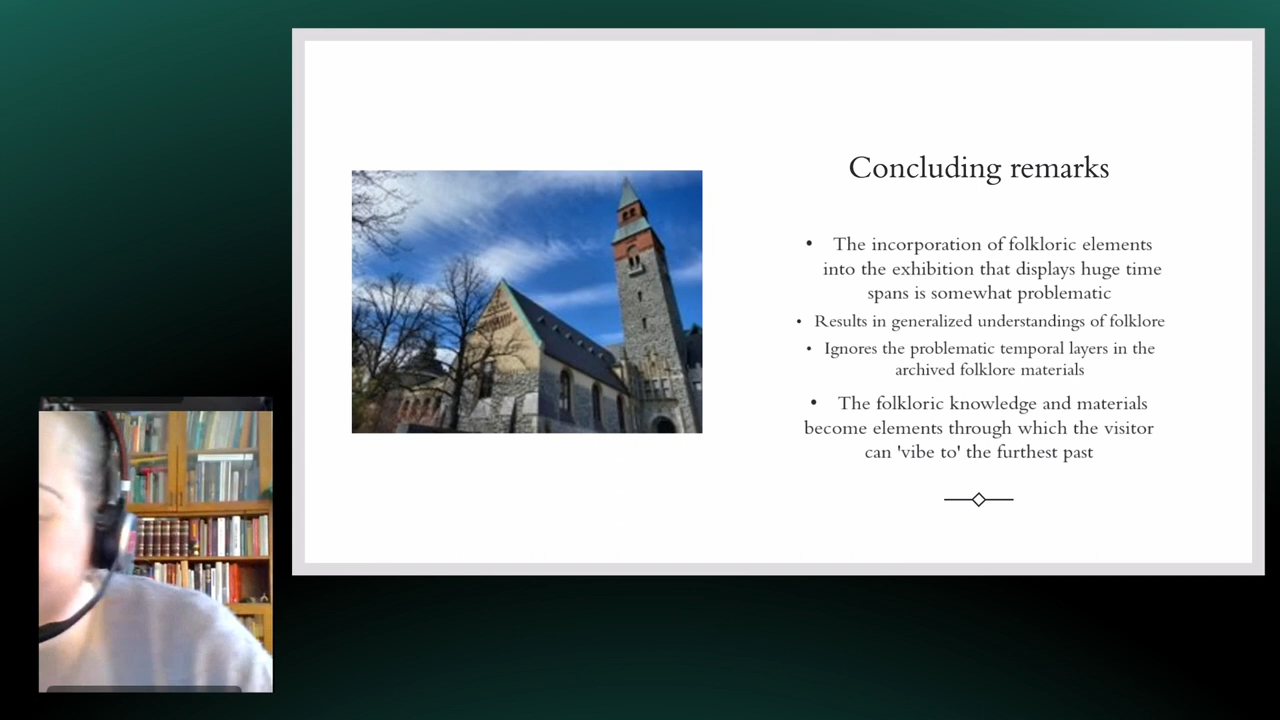 Concluding remarks
• The incorporation of folkloric elements
into the exhibition that displays huge time
spans is somewhat problematic
• Results in generalized understandings of folklore
• Ignores the problematic temporal layers in the
archived folklore materials
• The folkloric knowledge and materials
become elements through which the visitor
can 'vibe to' the furthest past